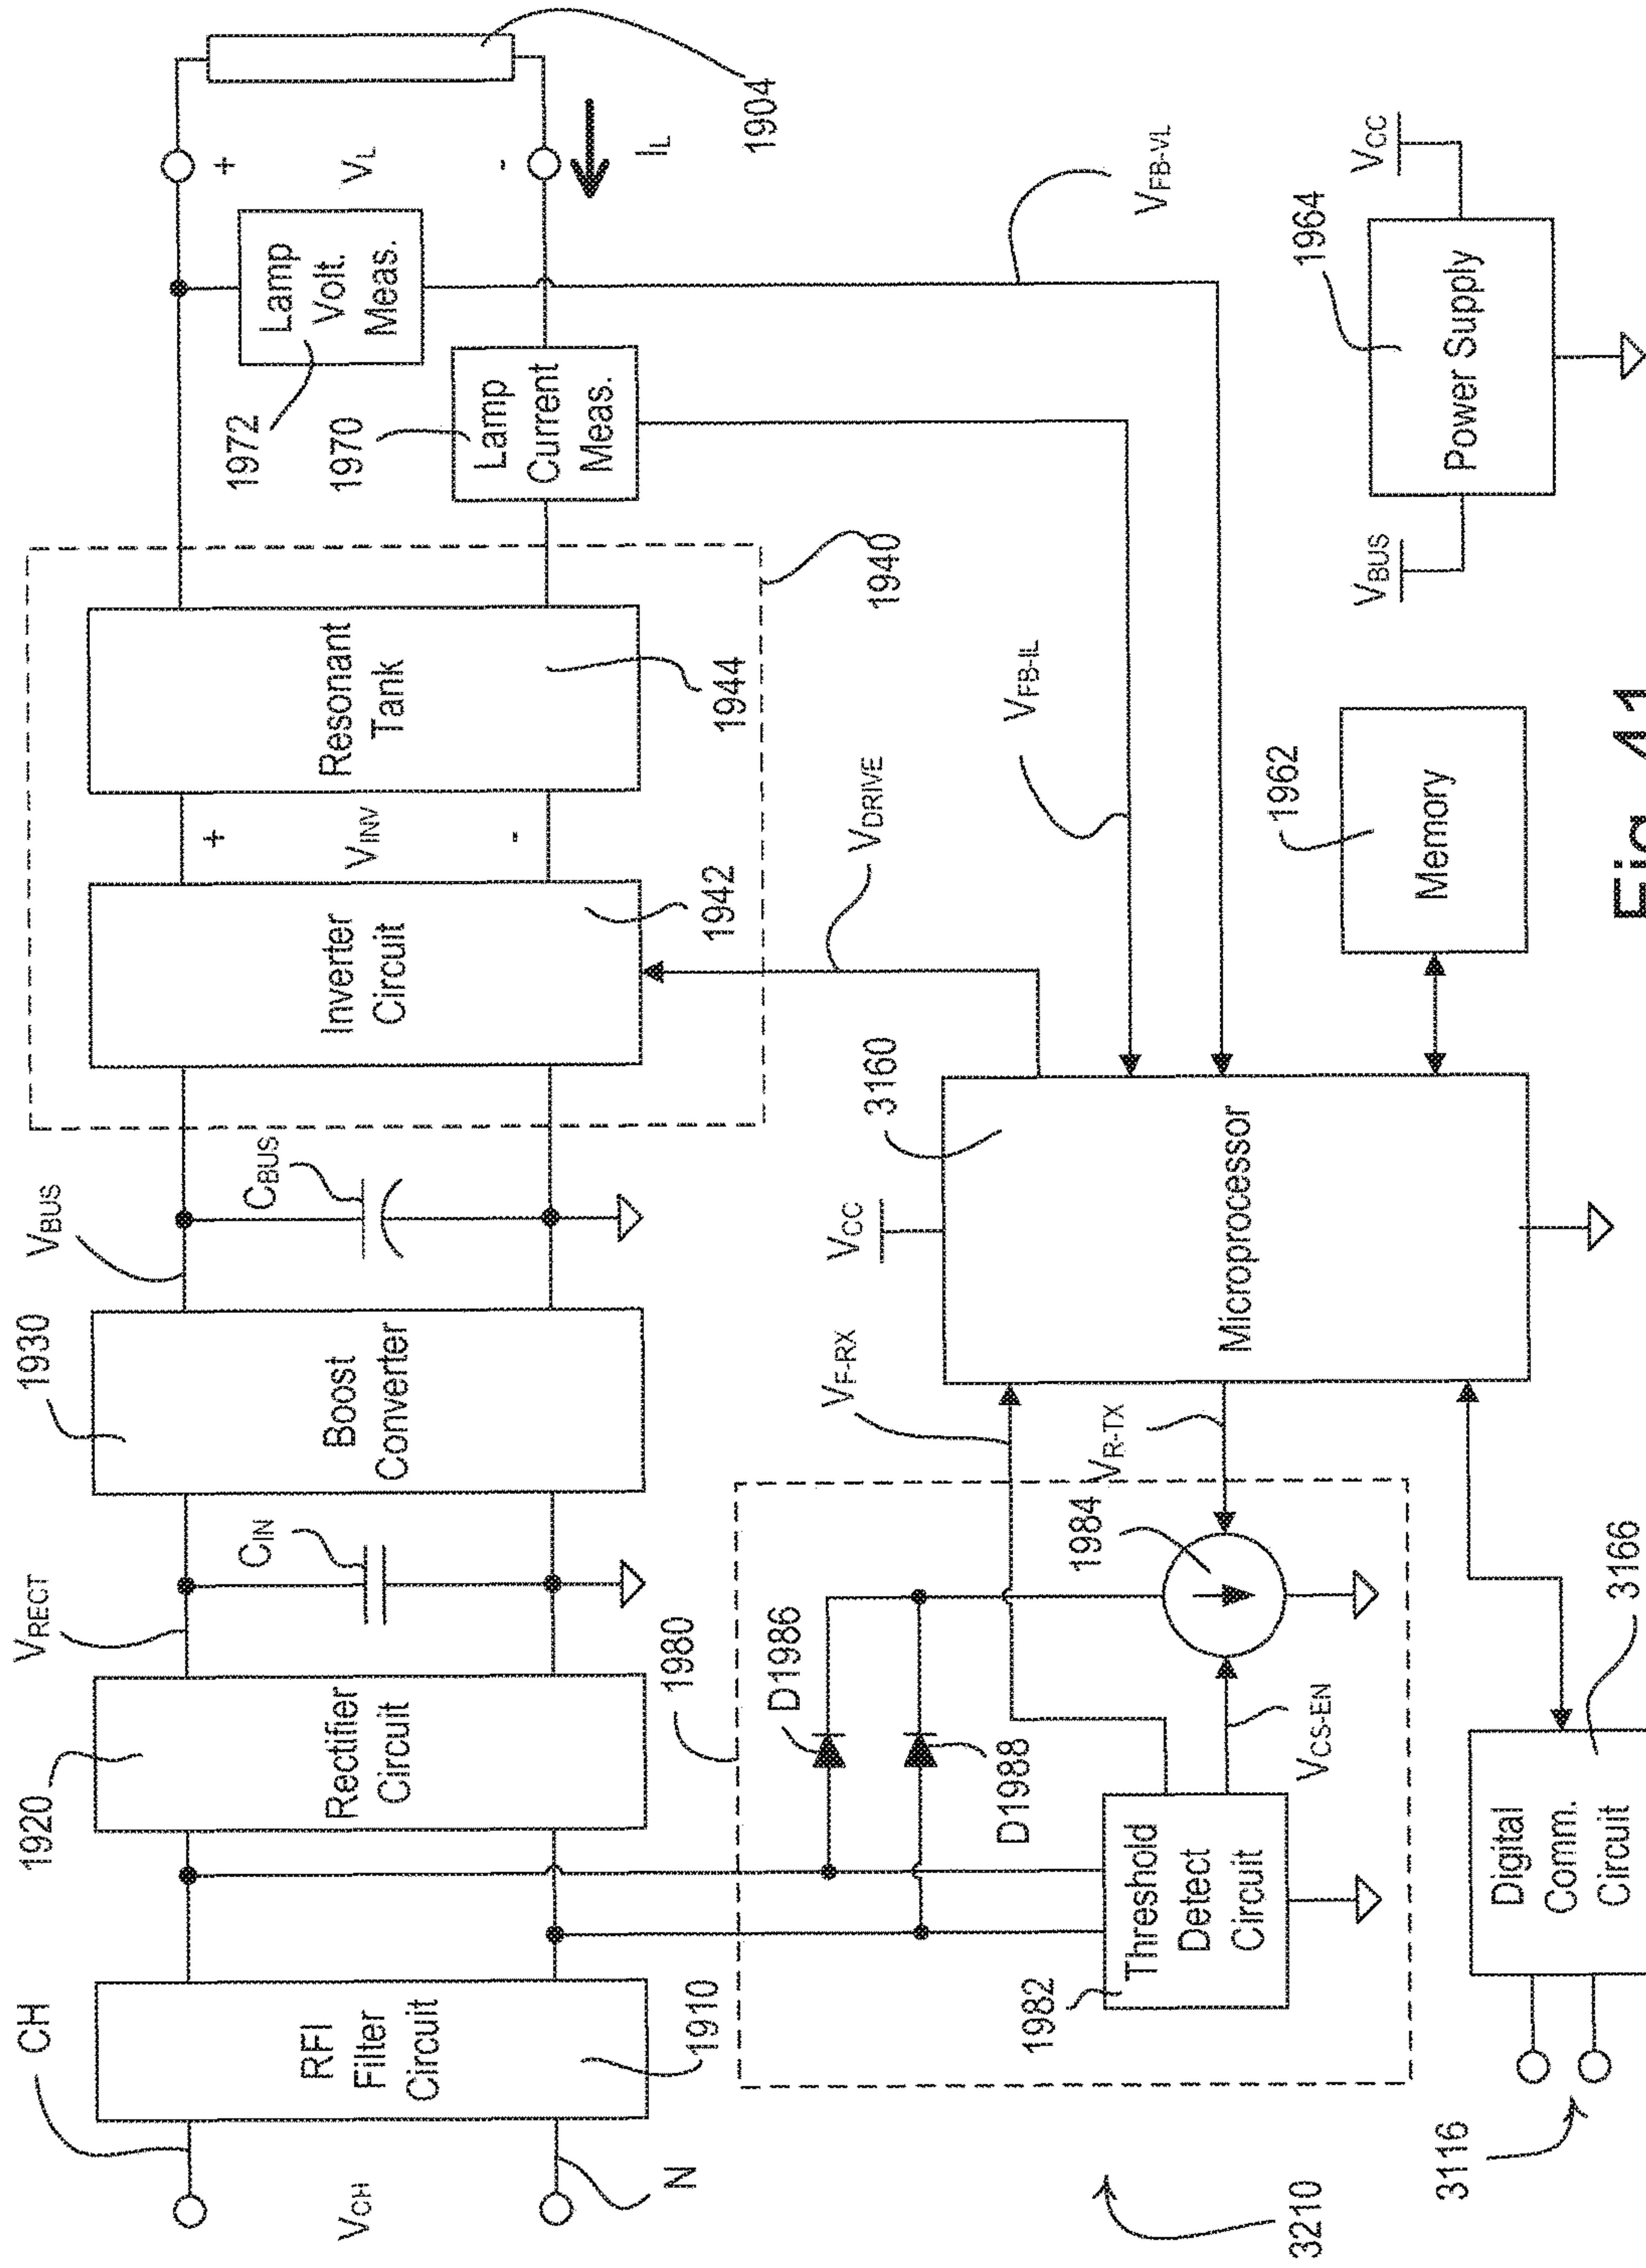 CH
V_CH
N
RFI
Filter
Circuit
1910
1920
Rectifier
Circuit
V_RECT
C_IN
1930
Boost
Converter
V_BUS
C_BUS
Inverter
Circuit
1942
+
V_INV
-
Resonant
Tank
1944
1940
1972
Lamp
Volt.
Meas.
1970
Lamp
Current
Meas.
+
V_L
-
I_L
1904
1980
D1986
D1988
1982
Threshold
Detect
Circuit
V_CS-EN
1984
V_F-RX
V_R-TX
V_CC
3160
Microprocessor
V_DRIVE
V_FB-IL
V_FB-VL
1962
Memory
V_BUS
1964
Power Supply
V_CC
3210
3116
Digital
Comm.
Circuit
3166
Fig. 41